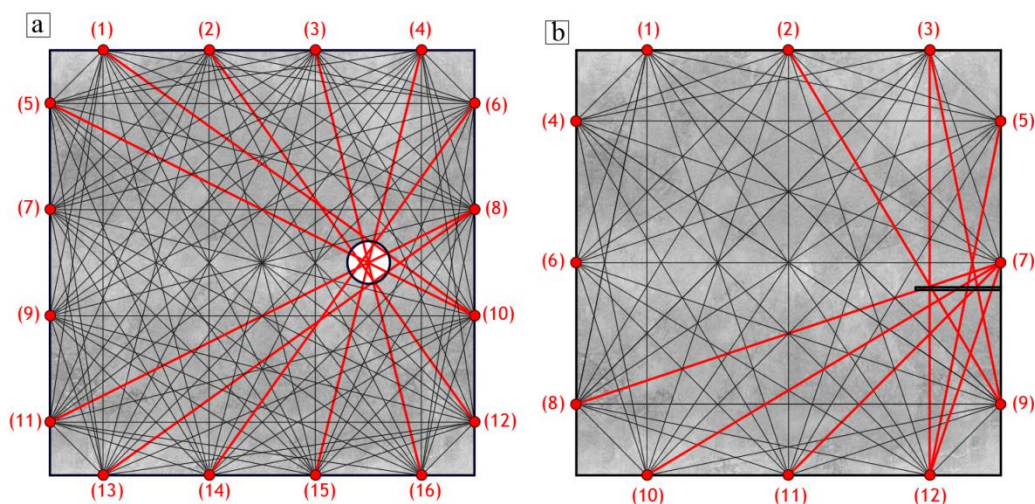 a
(1) (2) (3) (4)
(5) (6)
(7) (8)
(9) (10)
(11) (12)
(13) (14) (15) (16)
b
(1) (2) (3)
(4) (5)
(6) (7)
(8) (9)
(10) (11) (12)